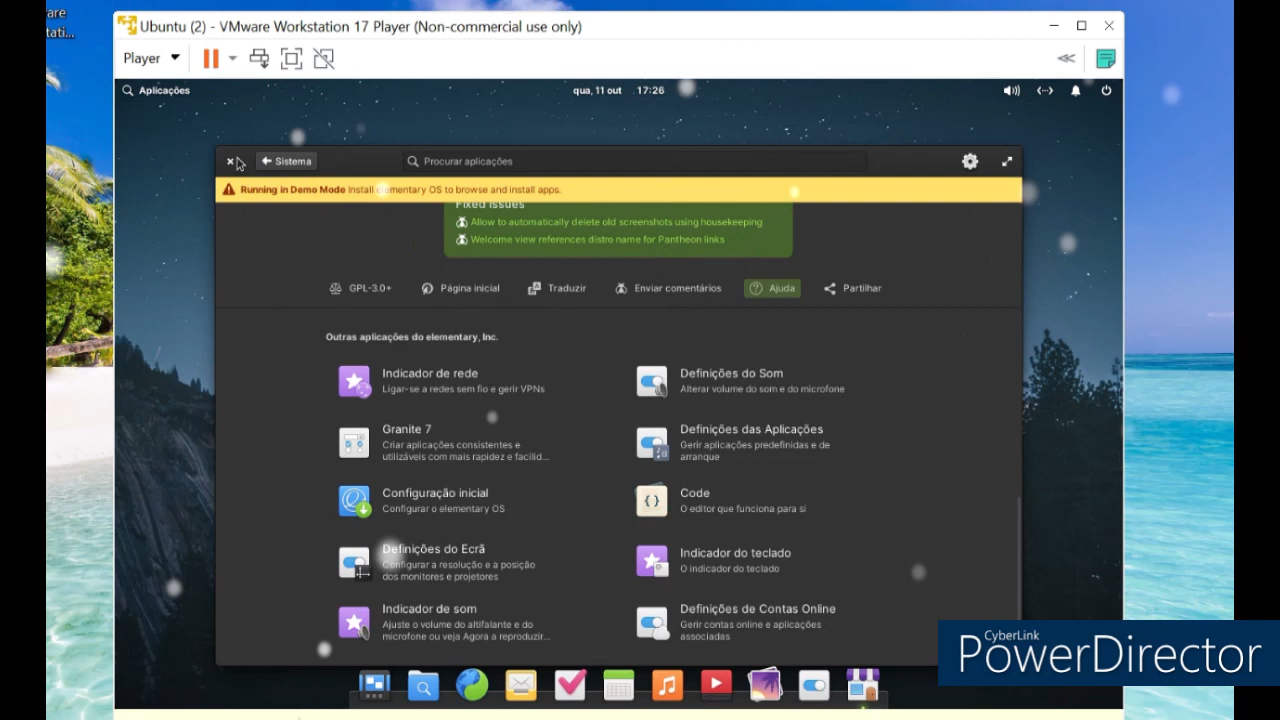 are
tati...
Ubuntu (2) - VMware Workstation 17 Player (Non-commercial use only)
Player
Aplicações
qua, 11 out 17:26
Sistema
Procurar aplicações
Running in Demo Mode Install elementary OS to browse and install apps.
Fixed issues
Allow to automatically delete old screenshots using housekeeping
Welcome view references distro name for Pantheon links
GPL-3.0+
Página inicial
Traduzir
Enviar comentários
Ajuda
Partilhar
Outras aplicações do elementary, Inc.
Indicador de rede
Ligar-se a redes sem fio e gerir VPNs
Definições do Som
Alterar volume do som e do microfone
Granite 7
Criar aplicações consistentes e
utilizáveis com mais rapidez e facilid...
Definições das Aplicações
Gerir aplicações predefinidas e de
arranque
Configuração inicial
Configurar o elementary OS
Code
O editor que funciona para si
Definições do Ecrã
Configurar a resolução e a posição
dos monitores e projetores
Indicador do teclado
O indicador do teclado
Indicador de som
Ajuste o volume do altifalante e do
microfone ou veja Agora a reproduzir...
Definições de Contas Online
Gerir contas online e aplicações
associadas
CyberLink
PowerDirector